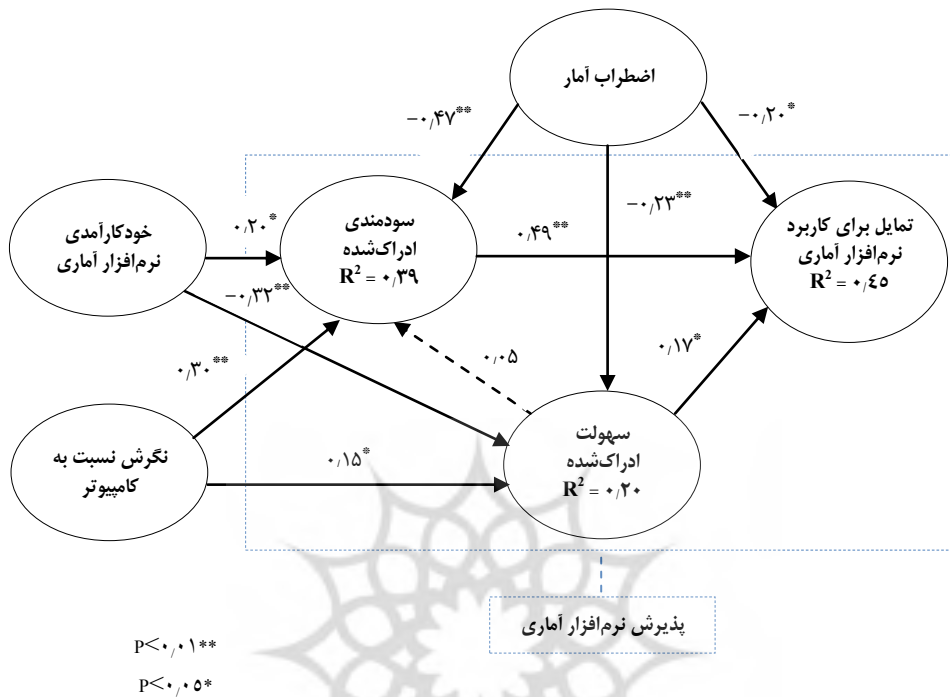 اضطراب آمار
−۰٫۴۷**
−۰٫۲۰*
−۰٫۲۳**
خودکارآمدی
نرم‌افزار آماری
۰٫۲۰*
سودمندی
ادراک‌شده
R² = ۰٫۳۹
۰٫۴۹**
تمایل برای کاربرد
نرم‌افزار آماری
R² = ۰٫٤٥
−۰٫۳۲**
۰٫۳۰**
۰٫۰۵
۰٫۱۷*
نگرش نسبت به
کامپیوتر
۰٫۱۵*
سهولت
ادراک‌شده
R² = ۰٫۲۰
پذیرش نرم‌افزار آماری
P<۰٫۰۱**
P<۰٫۰٥*